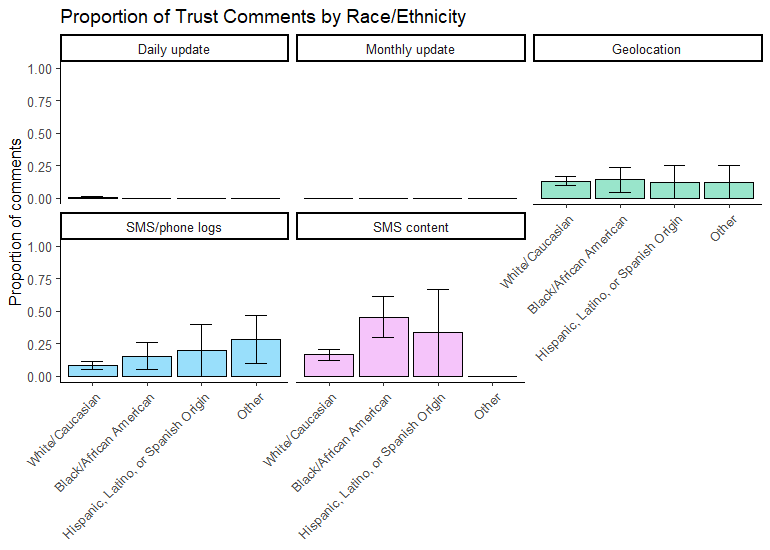 Proportion of Trust Comments by Race/Ethnicity
Daily update
Monthly update
Geolocation
Proportion of comments
1.00
0.75
0.50
0.25
0.00
White/Caucasian
Black/African American
Hispanic, Latino, or Spanish Origin
Other
SMS/phone logs
SMS content
1.00
0.75
0.50
0.25
0.00
White/Caucasian
Black/African American
Hispanic, Latino, or Spanish Origin
Other
White/Caucasian
Black/African American
Hispanic, Latino, or Spanish Origin
Other